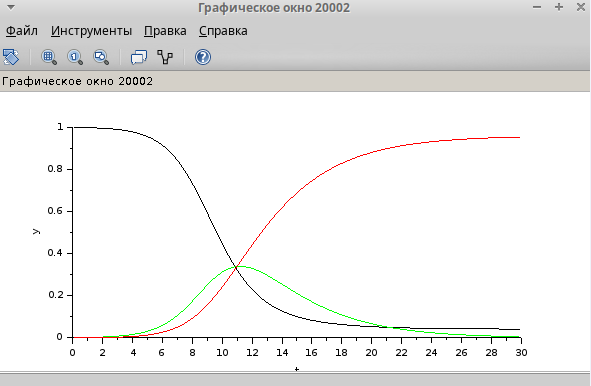 Графическое окно 20002
Файл Инструменты Правка Справка
Графическое окно 20002
1
0.8
0.6
0.4
0.2
0
y
0 2 4 6 8 10 12 14 16 18 20 22 24 26 28 30
t